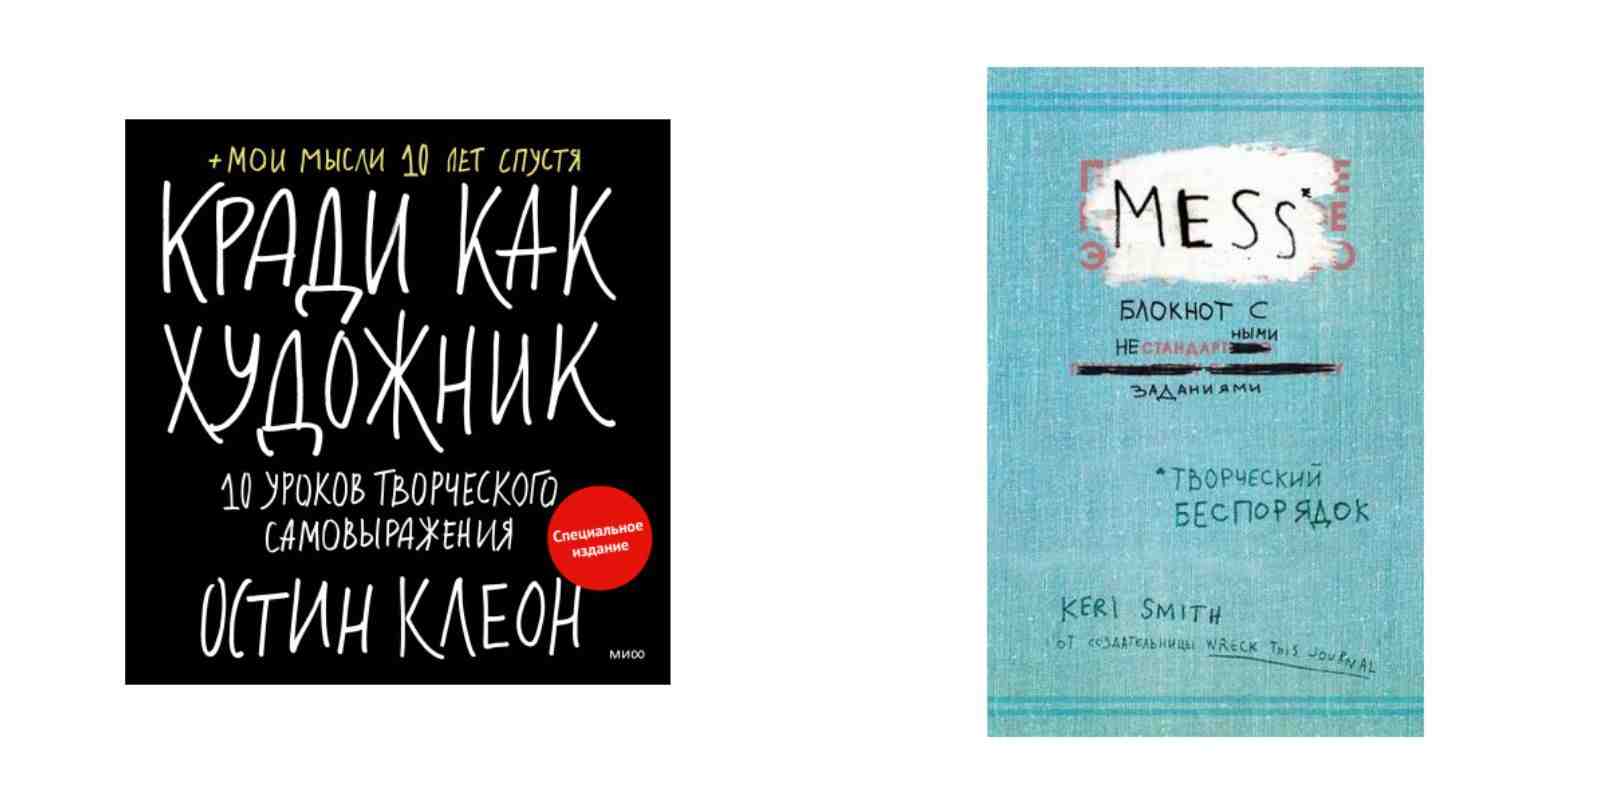 + МОИ МЫСЛИ 10 ЛЕТ СПУСТЯ
КРАДИ КАК
ХУДОЖНИК
10 УРОКОВ ТВОРЧЕСКОГО
САМОВЫРАЖЕНИЯ
Специальное
издание
ОСТИН КЛЕОН
МИФ
MESS*
БЛОКНОТ С
НЕСТАНДАРТНЫМИ
ЗАДАНИЯМИ
*ТВОРЧЕСКИЙ
БЕСПОРЯДОК
KERI SMITH
ОТ СОЗДАТЕЛЬНИЦЫ WRECK THIS JOURNAL